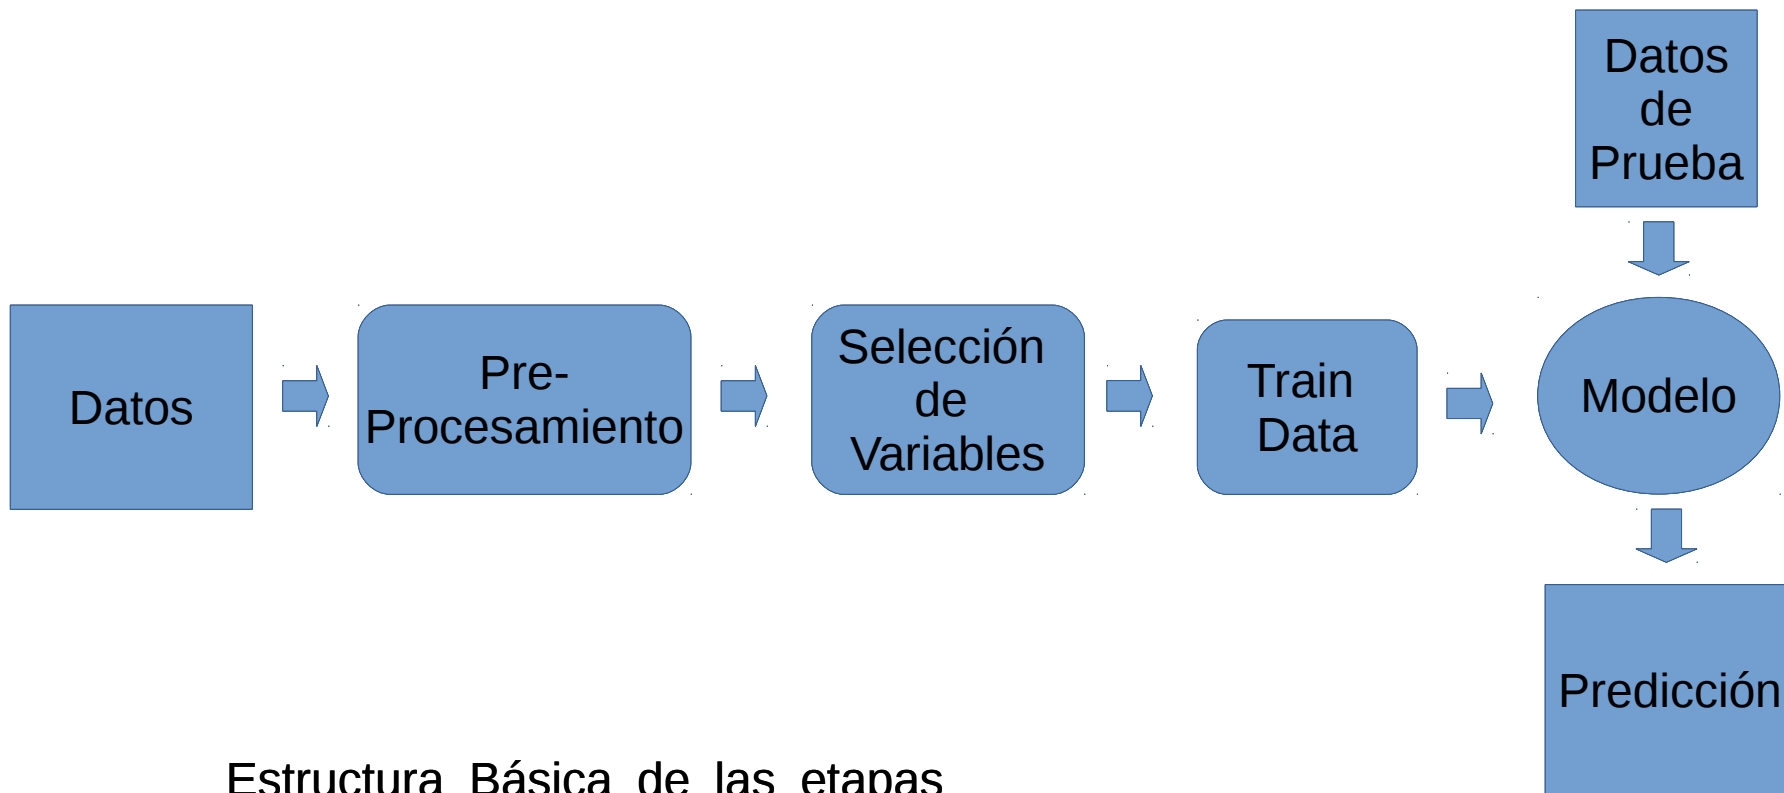 Datos
de
Prueba
Datos
Pre-
Procesamiento
Selección
de
Variables
Train
Data
Modelo
Predicción
Estructura Básica de las etapas